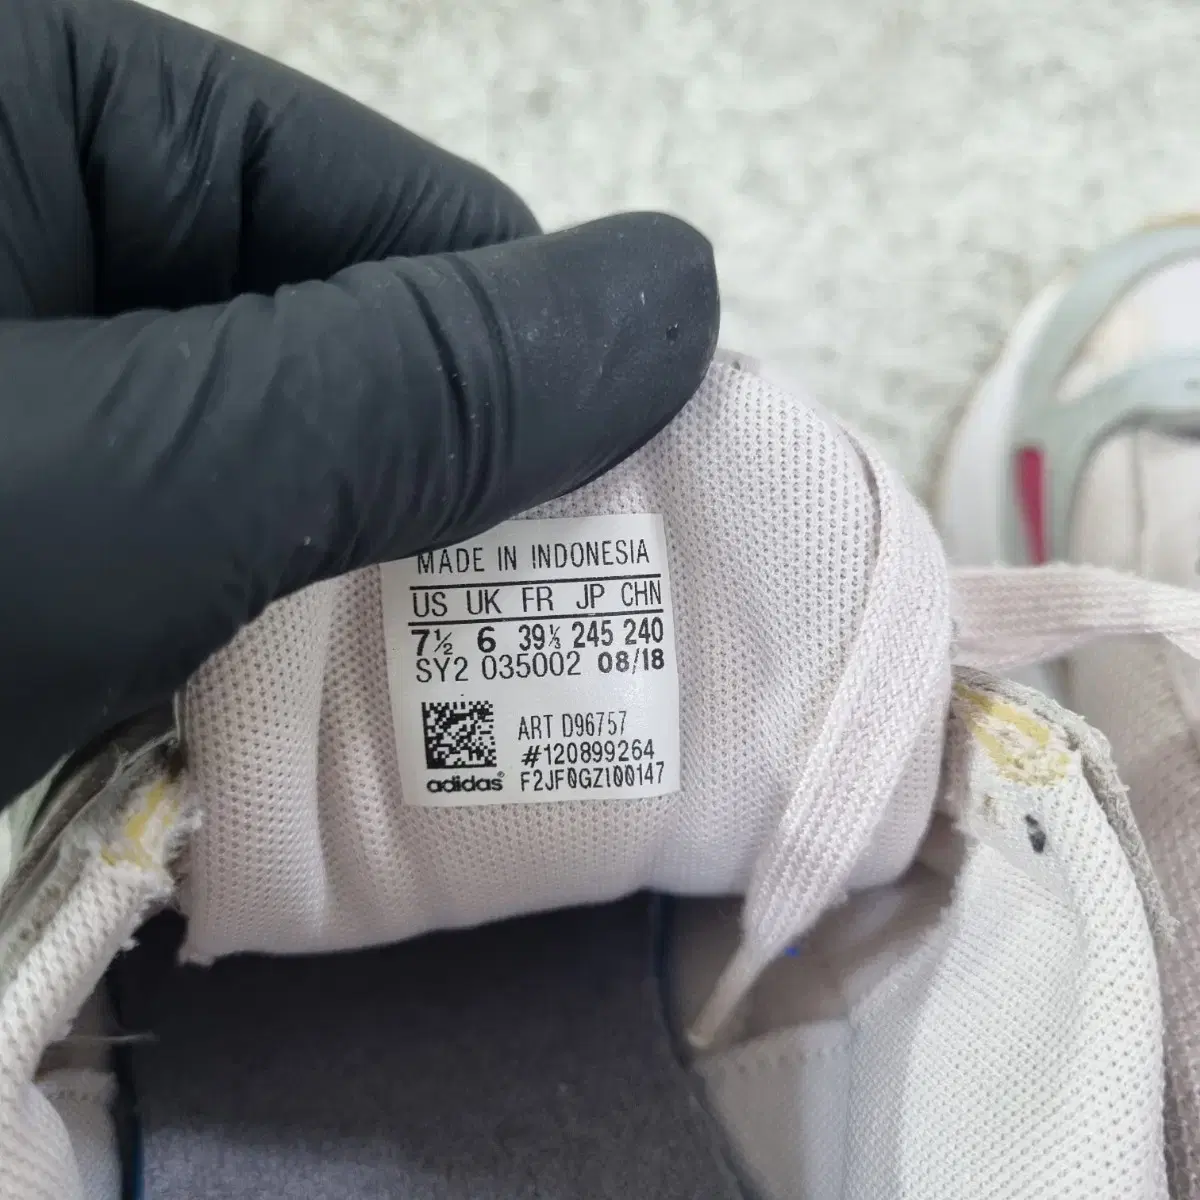 MADE IN INDONESIA
US UK FR JP CHN
7½ 6 39⅓ 245 240
SY2 035002 08/18
ART D96757
#120899264
adidas® F2JF0GZI00147